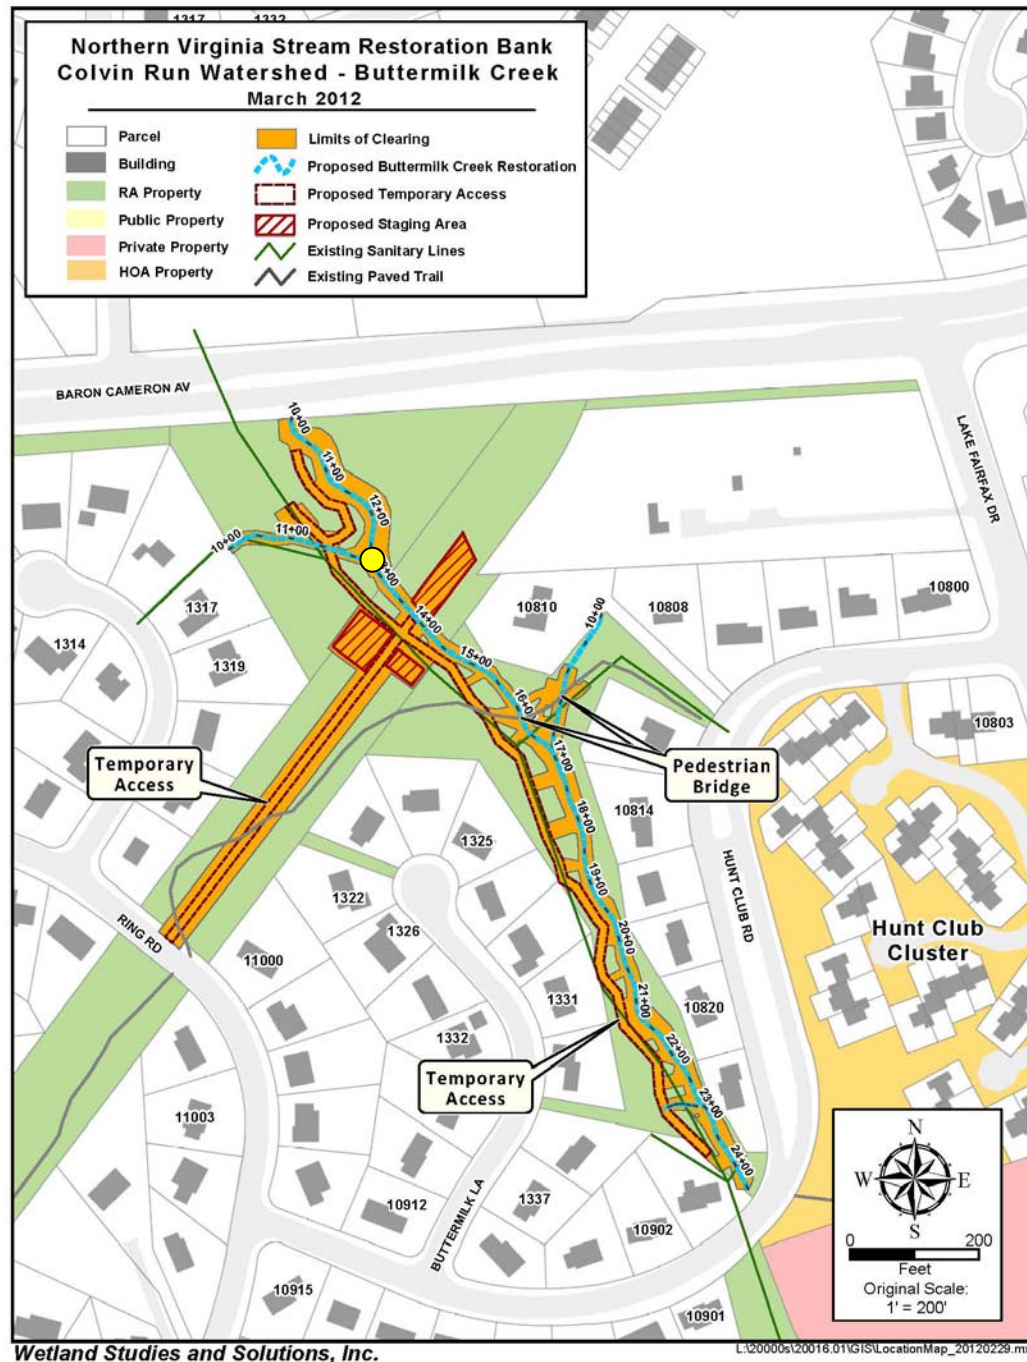 1317 1332
Northern Virginia Stream Restoration Bank
Colvin Run Watershed - Buttermilk Creek
March 2012
Parcel
Building
RA Property
Public Property
Private Property
HOA Property
Limits of Clearing
Proposed Buttermilk Creek Restoration
Proposed Temporary Access
Proposed Staging Area
Existing Sanitary Lines
Existing Paved Trail
BARON CAMERON AV
LAKE FAIRFAX DR
10+00
11+00
12+00
10+00
11+00
14+00
15+00
16+00
10+00
17+00
18+00
19+00
20+00
21+00
22+00
23+00
24+00
1317
1314
1319
10810
10808
10800
10803
Temporary
Access
Pedestrian
Bridge
10814
1325
1322
1326
HUNT CLUB RD
Hunt Club
Cluster
RING RD
11000
1331
10820
1332
Temporary
Access
11003
10912
BUTTERMILK LA
1337
10902
10915
10901
N
W E
S
0 200
Feet
Original Scale:
1' = 200'
Wetland Studies and Solutions, Inc.